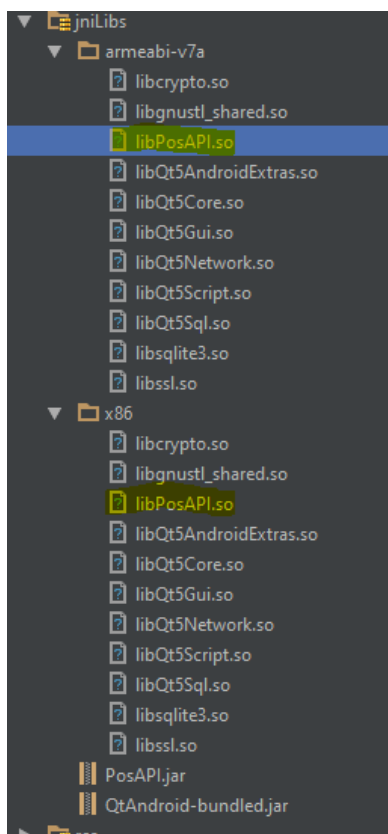 jniLibs
armeabi-v7a
libcrypto.so
libgnustl_shared.so
libPosAPI.so
libQt5AndroidExtras.so
libQt5Core.so
libQt5Gui.so
libQt5Network.so
libQt5Script.so
libQt5Sql.so
libsqlite3.so
libssl.so
x86
libcrypto.so
libgnustl_shared.so
libPosAPI.so
libQt5AndroidExtras.so
libQt5Core.so
libQt5Gui.so
libQt5Network.so
libQt5Script.so
libQt5Sql.so
libsqlite3.so
libssl.so
PosAPI.jar
QtAndroid-bundled.jar